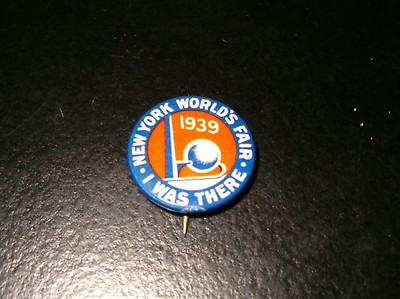 · NEW YORK WORLD'S FAIR ·
1939
I WAS THERE